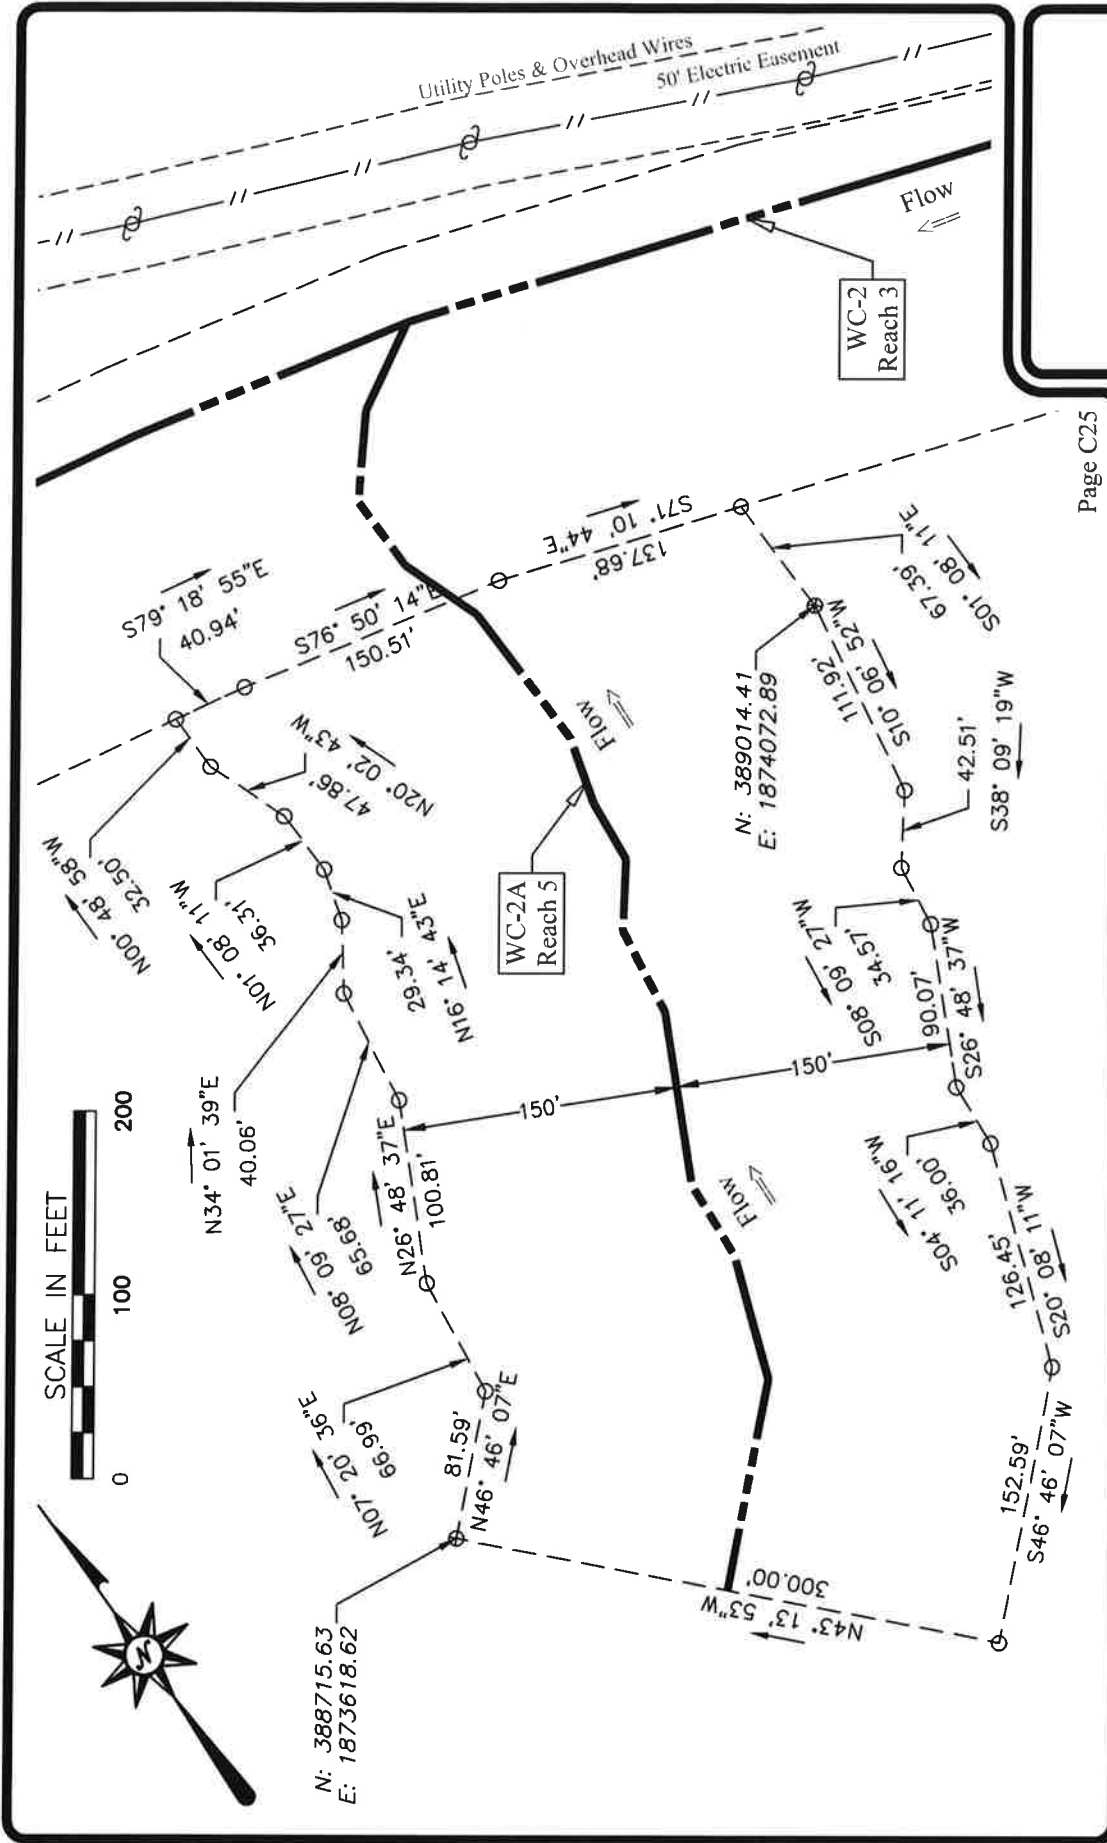 Utility Poles & Overhead Wires
50' Electric Easement
Flow
WC-2
Reach 3
S79° 18' 55"E
40.94'
S76° 50' 14"E
150.51'
S71° 10' 44"E
137.68'
S01° 08' 11"E
67.39'
N: 389014.41
E: 1874072.89
S10° 06' 52"W
111.92'
42.51'
S38° 09' 19"W
S08° 09' 27"W
34.57'
90.07'
S26° 48' 37"W
S04° 11' 16"W
36.00'
126.45'
S20° 08' 11"W
152.59'
S46° 46' 07"W
N43° 13' 53"W
300.00'
N: 388715.63
E: 1873618.62
81.59'
N46° 46' 07"E
N07° 20' 36"E
66.99'
N26° 48' 37"E
100.81'
N08° 09' 27"E
65.68'
N34° 01' 39"E
40.06'
29.34'
N16° 14' 43"E
N01° 08' 11"W
36.31'
47.86'
N20° 02' 43"W
N00° 48' 58"W
32.50'
Flow
WC-2A
Reach 5
150'
150'
Flow
SCALE IN FEET
0
100
200
N
Page C25